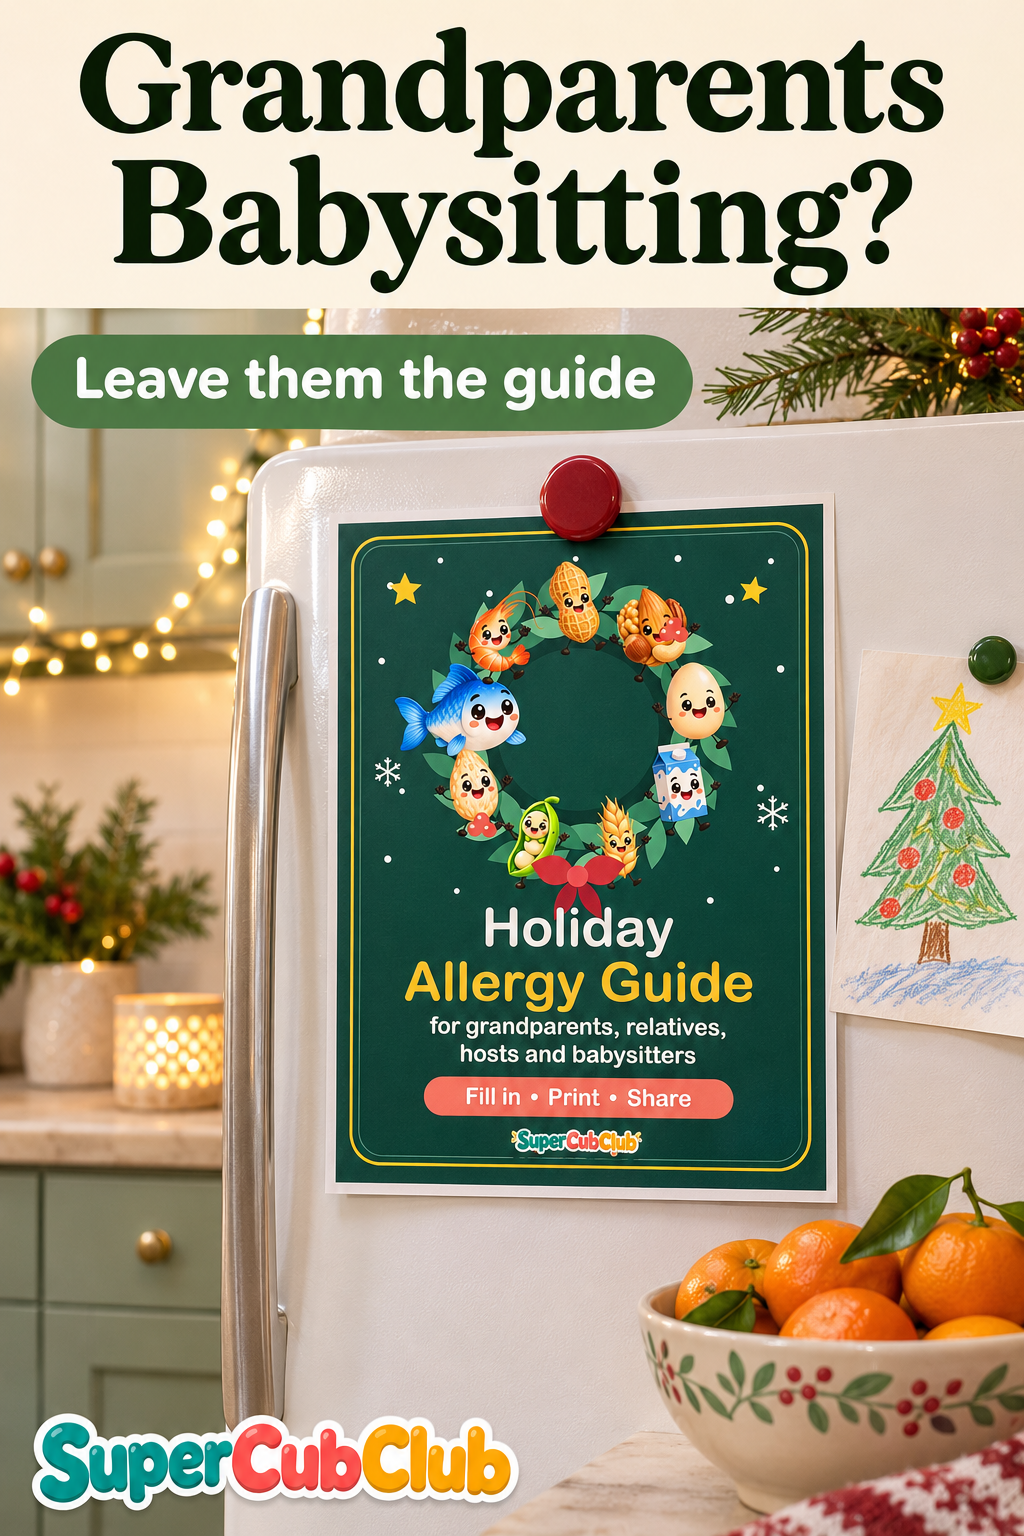 Grandparents
Babysitting?
Leave them the guide
Holiday
Allergy Guide
for grandparents, relatives,
hosts and babysitters
Fill in • Print • Share
SuperCubClub
SuperCubClub